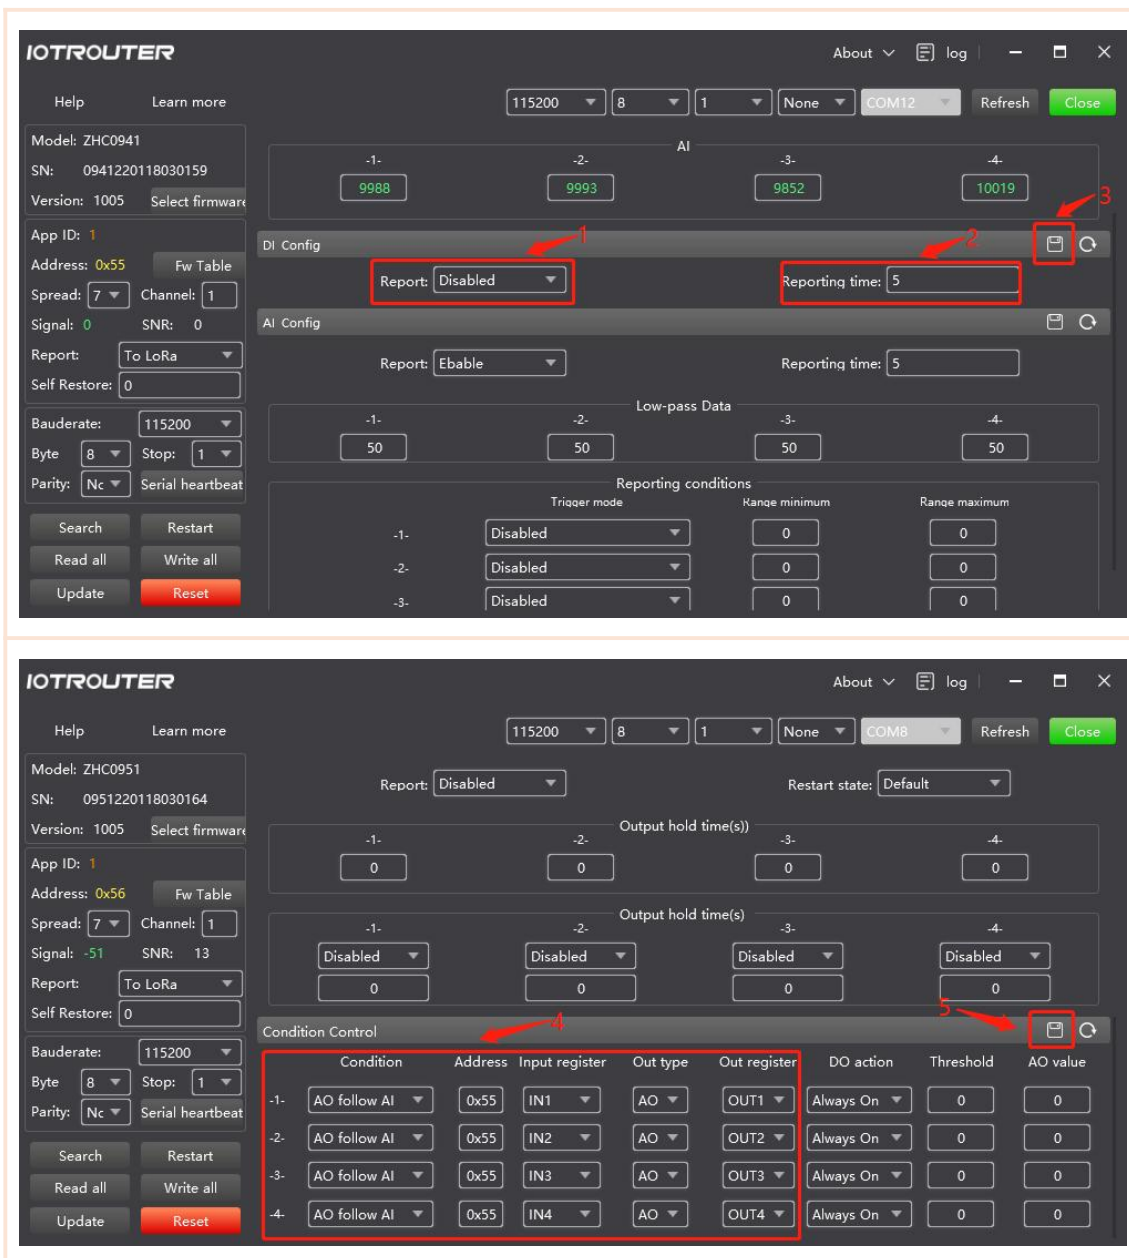 IOTROUTER About log
Help Learn more 115200 8 1 None COM12 Refresh Close
Model: ZHC0941
SN: 0941220118030159
Version: 1005 Select firmware
AI
-1- -2- -3- -4-
9988 9993 9852 10019
3
App ID: 1
DI Config
1 2
Address: 0x55 Fw Table
Report: Disabled Reporting time: 5
Spread: 7 Channel: 1
Signal: 0 SNR: 0
AI Config
Report: To LoRa
Report: Ebable Reporting time: 5
Self Restore: 0
Low-pass Data
Bauderate: 115200
-1- -2- -3- -4-
50 50 50 50
Byte 8 Stop: 1
Parity: Nc Serial heartbeat
Reporting conditions
Trigger mode Range minimum Range maximum
Search Restart
-1- Disabled 0 0
Read all Write all
-2- Disabled 0 0
Update Reset
-3- Disabled 0 0
IOTROUTER About log
Help Learn more 115200 8 1 None COM8 Refresh Close
Model: ZHC0951
Report: Disabled Restart state: Default
SN: 0951220118030164
Version: 1005 Select firmware
Output hold time(s))
-1- -2- -3- -4-
0 0 0 0
App ID: 1
Address: 0x56 Fw Table
Spread: 7 Channel: 1
Output hold time(s)
-1- -2- -3- -4-
Signal: -51 SNR: 13
Disabled Disabled Disabled Disabled
Report: To LoRa
0 0 0 0
Self Restore: 0
4 5
Condition Control
Bauderate: 115200
Condition Address Input register Out type Out register DO action Threshold AO value
Byte 8 Stop: 1
Parity: Nc Serial heartbeat
-1- AO follow AI 0x55 IN1 AO OUT1 Always On 0 0
-2- AO follow AI 0x55 IN2 AO OUT2 Always On 0 0
Search Restart
-3- AO follow AI 0x55 IN3 AO OUT3 Always On 0 0
Read all Write all
-4- AO follow AI 0x55 IN4 AO OUT4 Always On 0 0
Update Reset